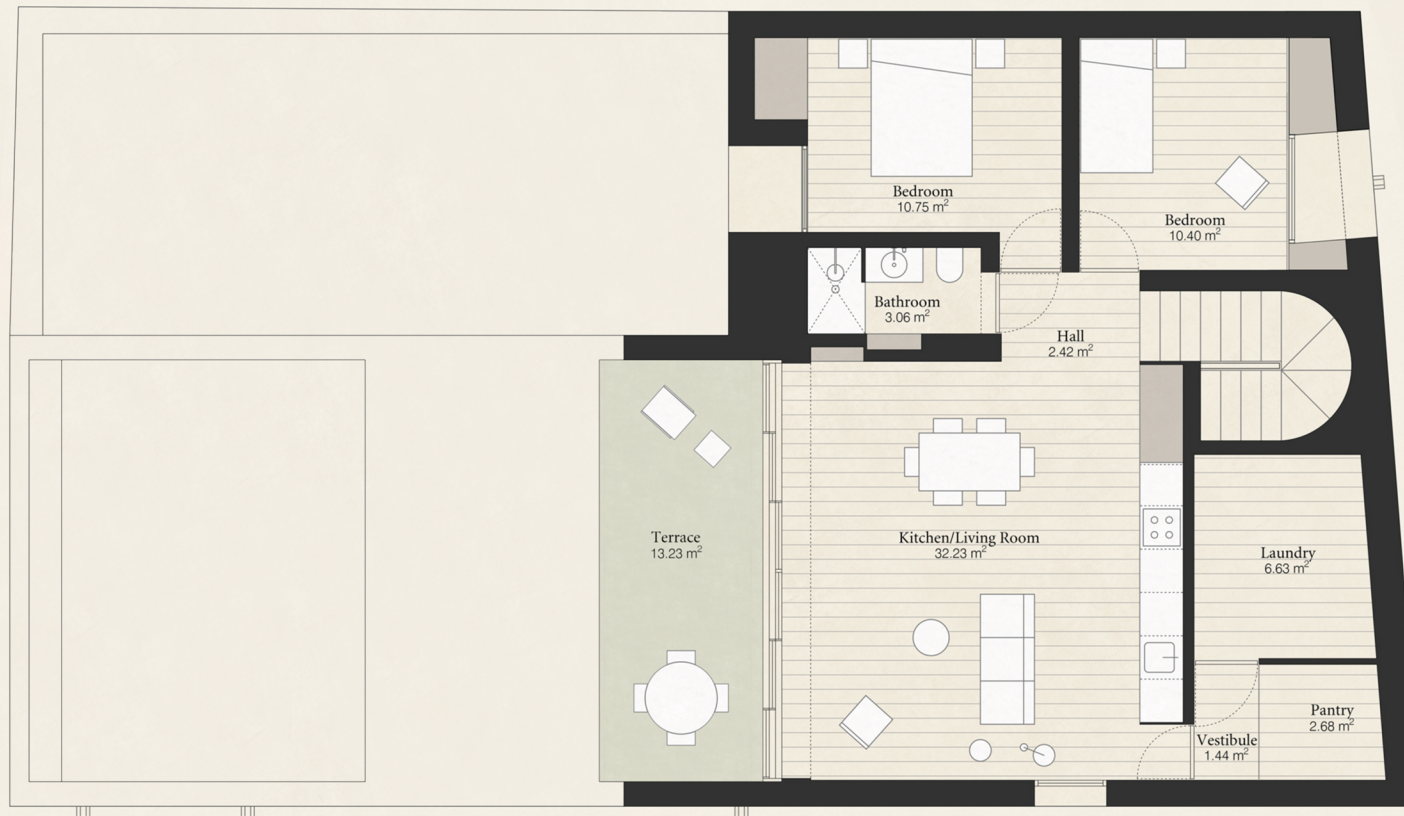 Bedroom
10.75 m²
Bedroom
10.40 m²
Bathroom
3.06 m²
Hall
2.42 m²
Terrace
13.23 m²
Kitchen/Living Room
32.23 m²
Laundry
6.63 m²
Pantry
2.68 m²
Vestibule
1.44 m²